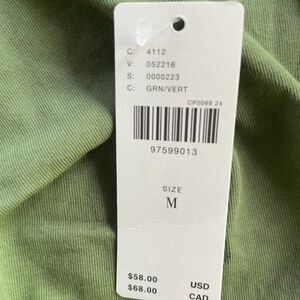 C: 4112
V: 052216
S: 0000223
C: GRN/VERT
CP0088 24
97599013
SIZE
M
$58.00 USD
$68.00 CAD